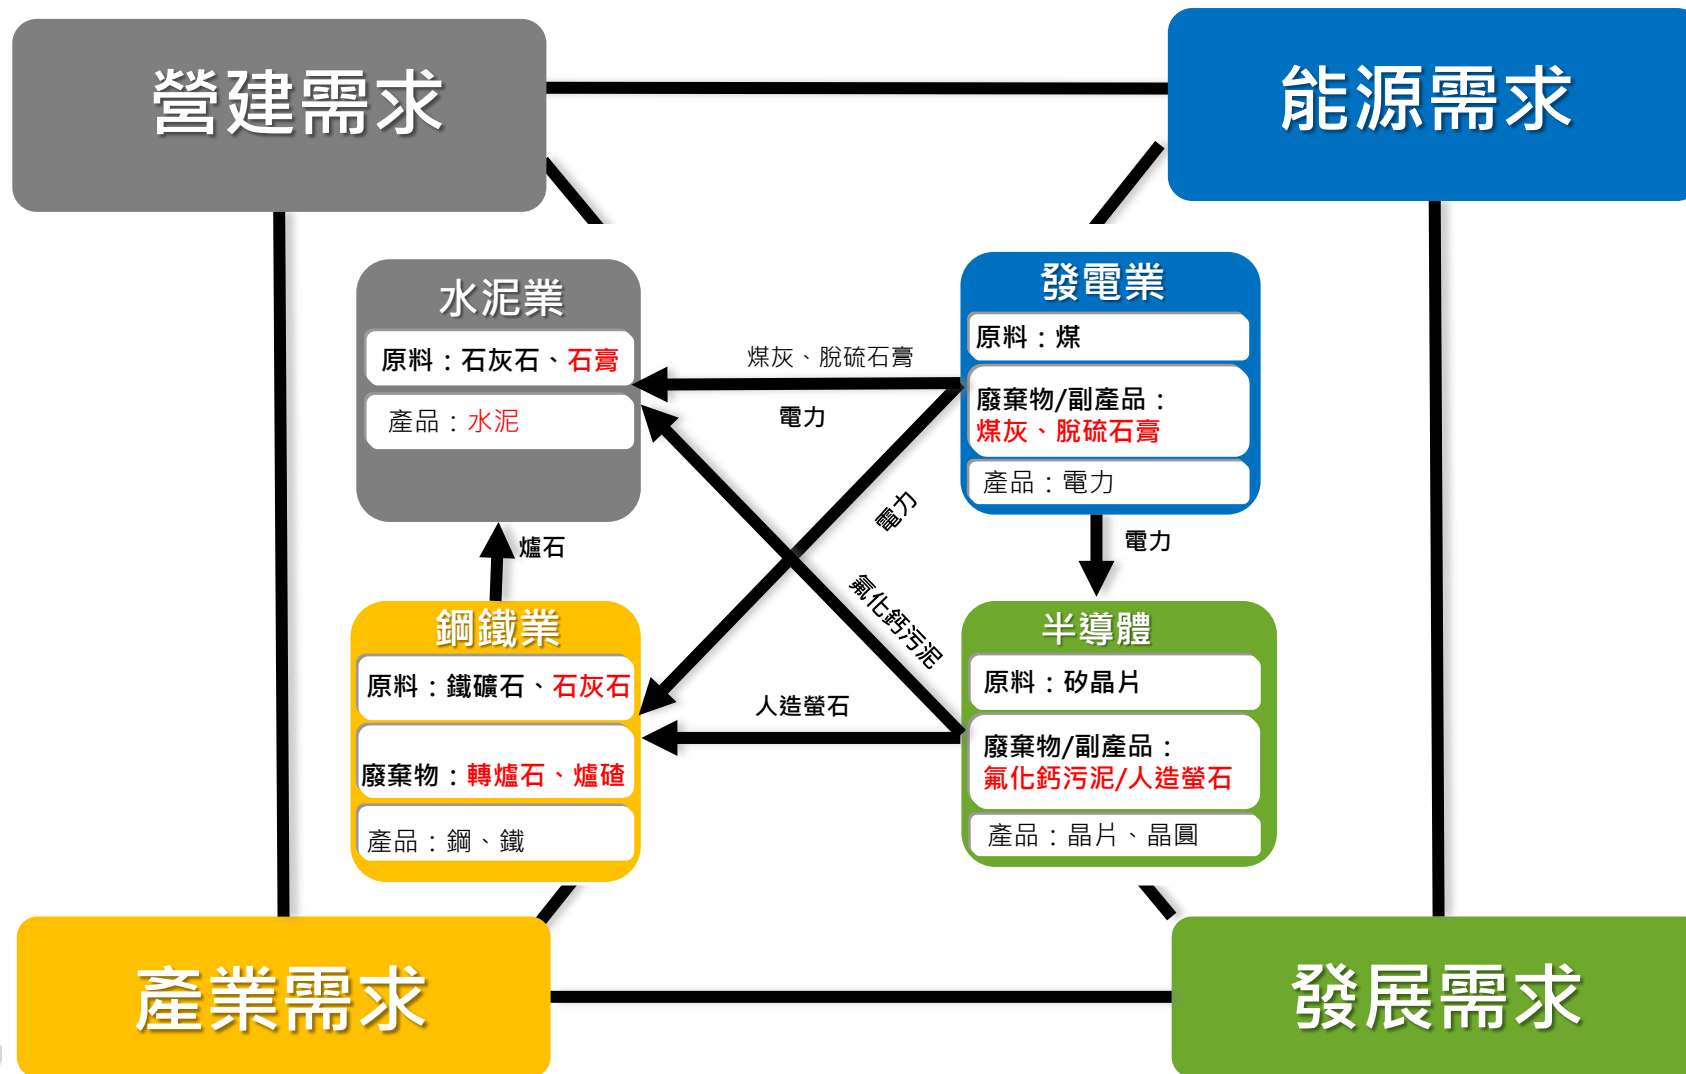 營建需求
能源需求
水泥業
原料：石灰石、石膏
產品：水泥
煤灰、脫硫石膏
電力
發電業
原料：煤
廢棄物/副產品：
煤灰、脫硫石膏
產品：電力
電力
電力
爐石
氟化鈣污泥
人造螢石
鋼鐵業
原料：鐵礦石、石灰石
廢棄物：轉爐石、爐碴
產品：鋼、鐵
半導體
原料：矽晶片
廢棄物/副產品：
氟化鈣污泥/人造螢石
產品：晶片、晶圓
產業需求
發展需求